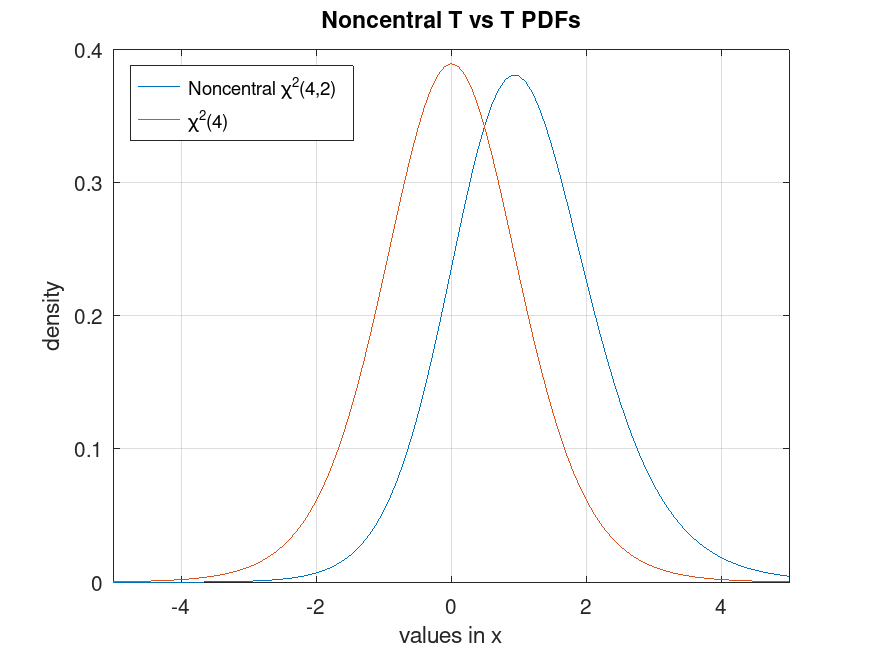 Noncentral T vs T PDFs
0.4
Noncentral χ²(4,2)
χ²(4)
0.3
0.2
density
0.1
0
-4
-2
0
2
4
values in x